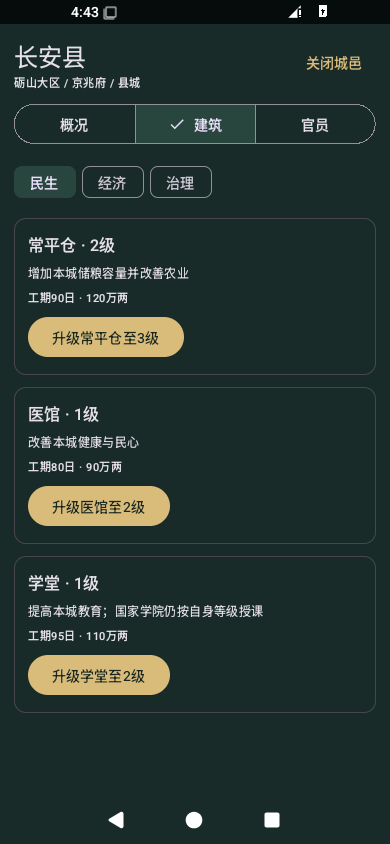 4:43
长安县
关闭城邑
砺山大区 / 京兆府 / 县城
概况
建筑
官员
民生
经济
治理
常平仓 · 2级
增加本城储粮容量并改善农业
工期90日 · 120万两
升级常平仓至3级
医馆 · 1级
改善本城健康与民心
工期80日 · 90万两
升级医馆至2级
学堂 · 1级
提高本城教育；国家学院仍按自身等级授课
工期95日 · 110万两
升级学堂至2级